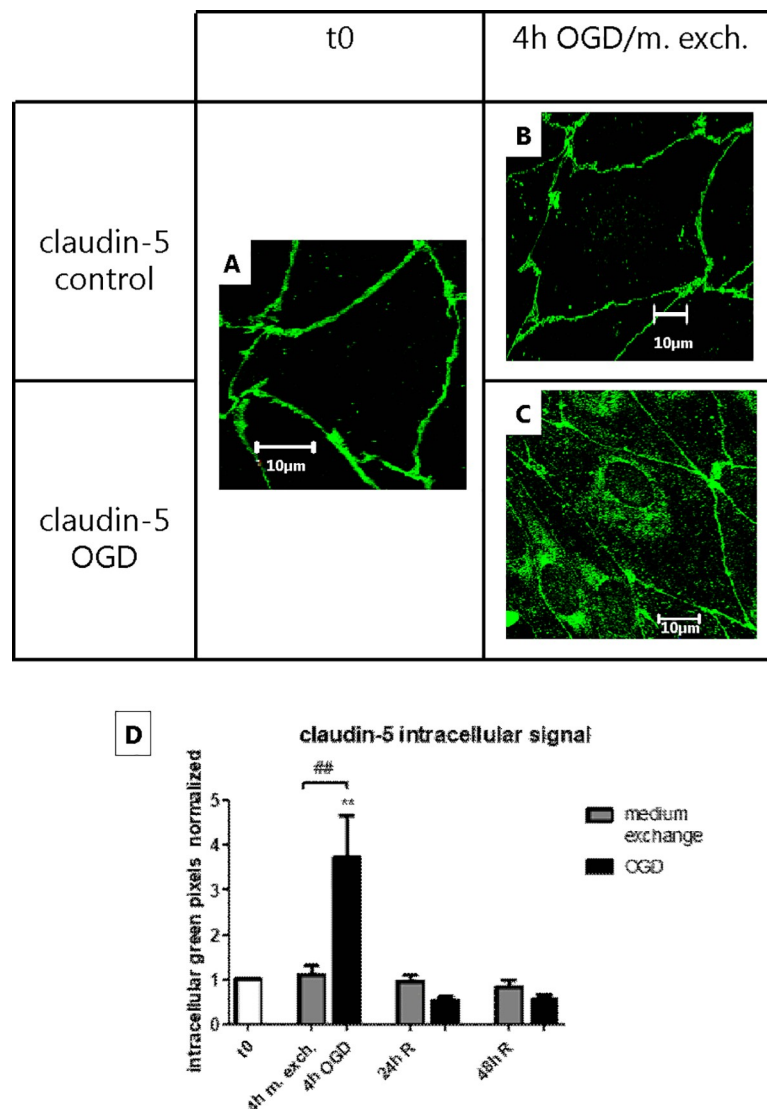 t0
4h OGD/m. exch.
claudin-5
control
A
10µm
B
10µm
claudin-5
OGD
C
10µm
D
claudin-5 intracellular signal
intracellular green pixels normalized
##
**
5
4
3
2
1
0
t0
4h m. exch.
4h OGD
24h R
48h R
medium
exchange
OGD